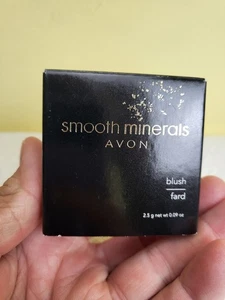 smooth minerals
AVON
blush
fard
2.5 g net wt 0.09 oz